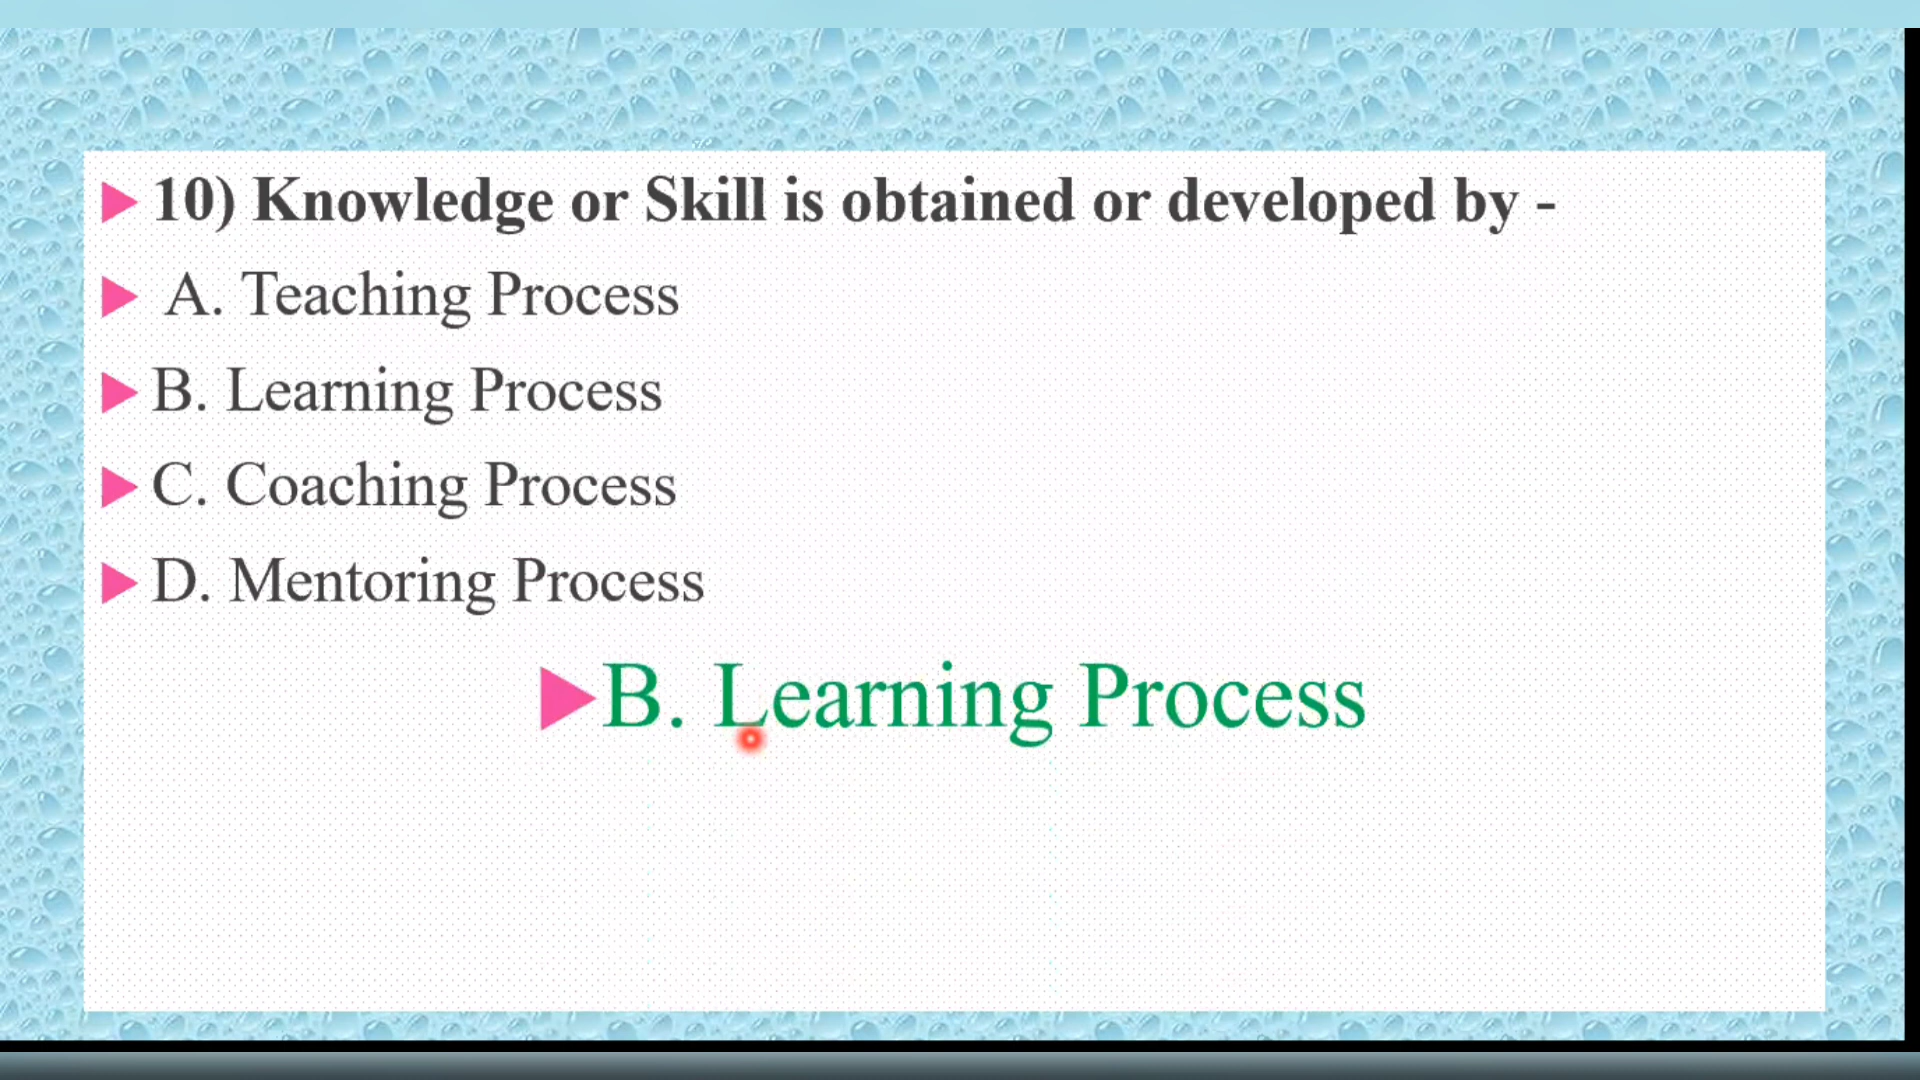 10) Knowledge or Skill is obtained or developed by -
A. Teaching Process
B. Learning Process
C. Coaching Process
D. Mentoring Process
B. Learning Process